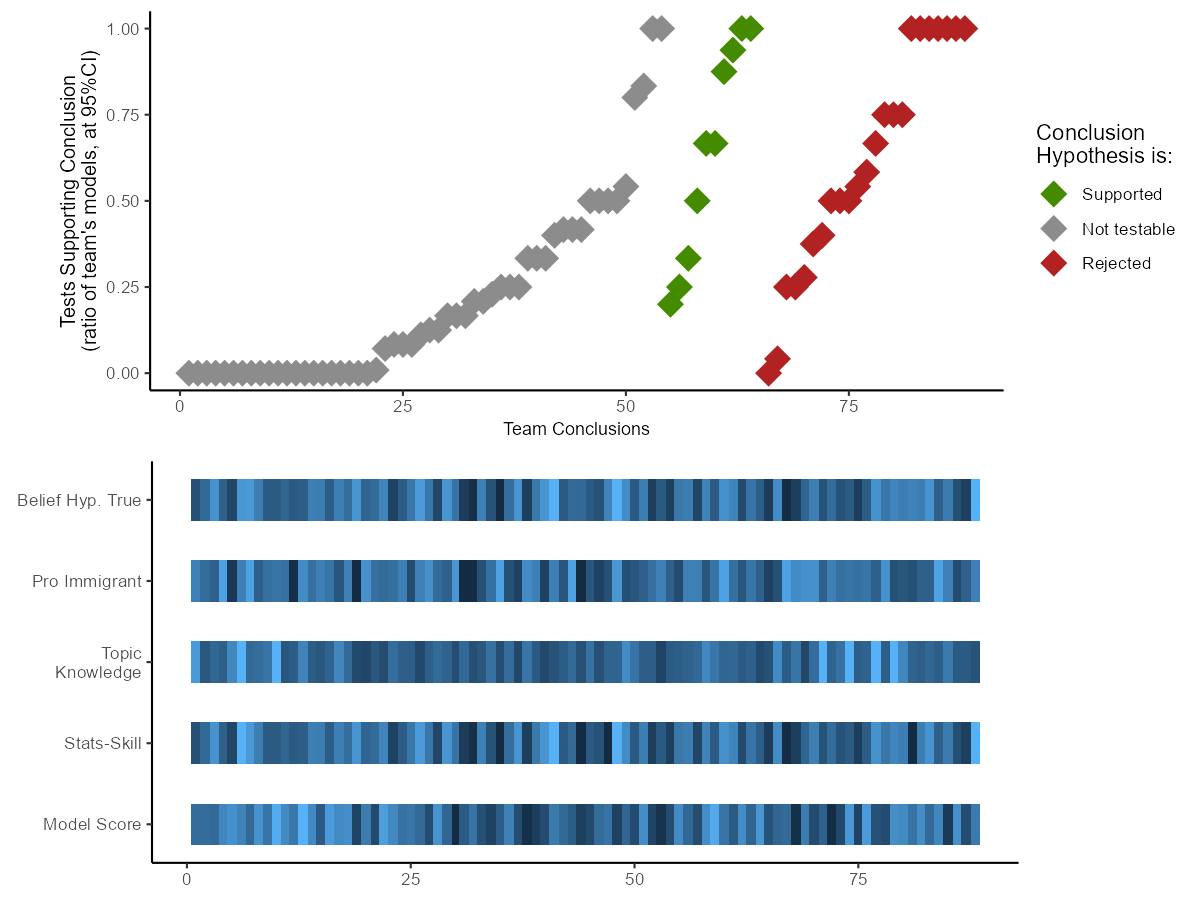 Tests Supporting Conclusion
(ratio of team's models, at 95%CI)
1.00
0.75
0.50
0.25
0.00
0 25 50 75
Team Conclusions
Conclusion
Hypothesis is:
Supported
Not testable
Rejected
Belief Hyp. True
Pro Immigrant
Topic
Knowledge
Stats-Skill
Model Score
0 25 50 75